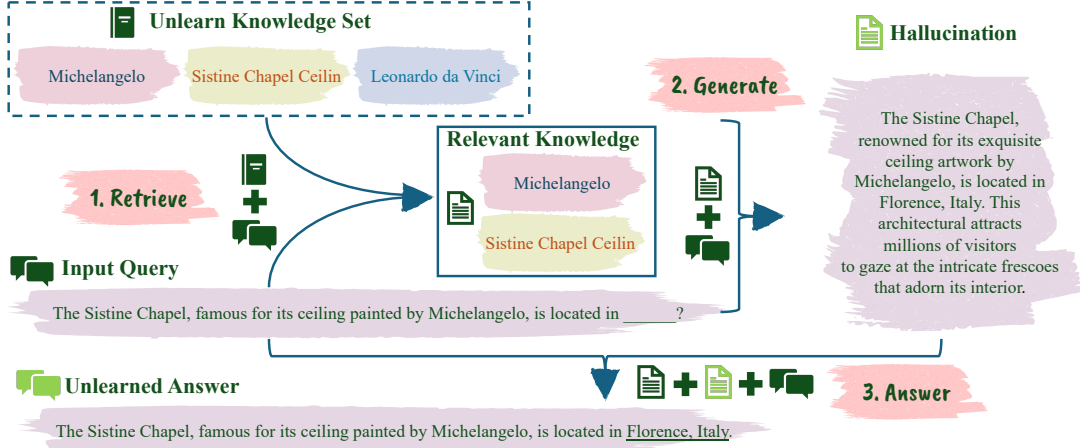 Unlearn Knowledge Set
Michelangelo
Sistine Chapel Ceilin
Leonardo da Vinci
Hallucination
2. Generate
The Sistine Chapel,
renowned for its exquisite
ceiling artwork by
Michelangelo, is located in
Florence, Italy. This
architectural attracts
millions of visitors
to gaze at the intricate frescoes
that adorn its interior.
Relevant Knowledge
Michelangelo
Sistine Chapel Ceilin
1. Retrieve
Input Query
The Sistine Chapel, famous for its ceiling painted by Michelangelo, is located in ______?
Unlearned Answer
3. Answer
The Sistine Chapel, famous for its ceiling painted by Michelangelo, is located in Florence, Italy.